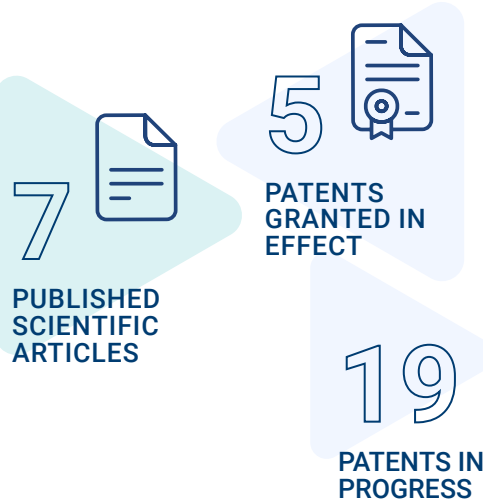 7
PUBLISHED
SCIENTIFIC
ARTICLES
5
PATENTS
GRANTED IN
EFFECT
19
PATENTS IN
PROGRESS